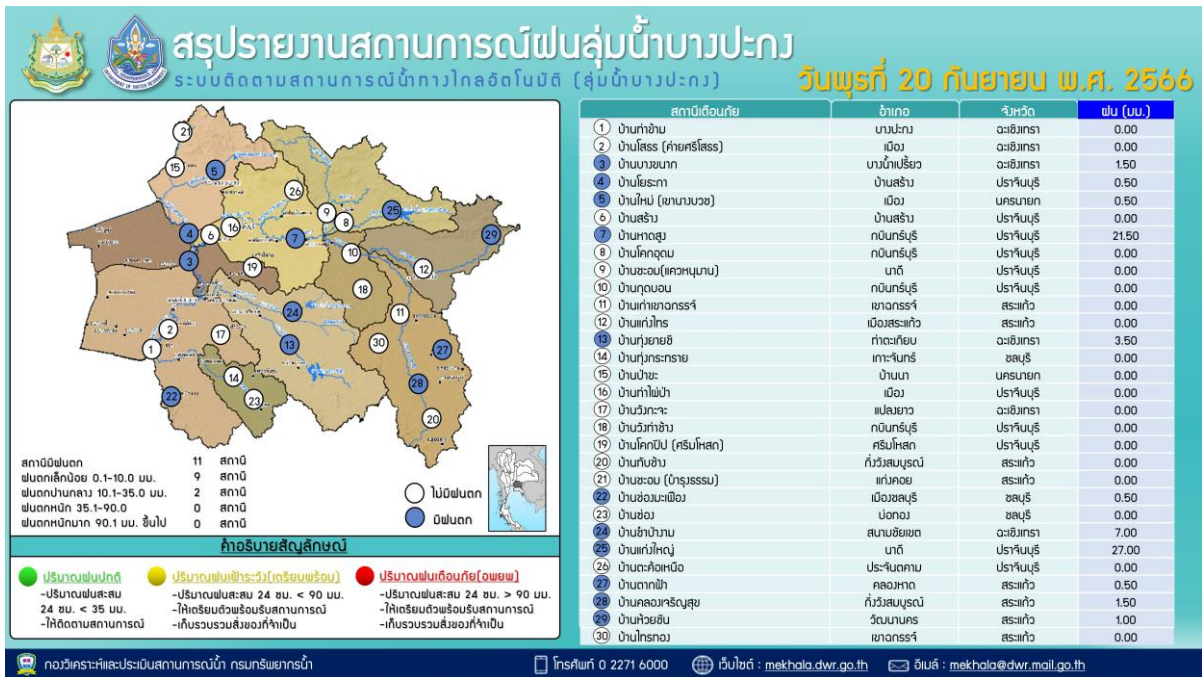 สรุปรายงานสถานการณ์ฝนลุ่มน้ำบางปะกง
ระบบติดตามสถานการณ์น้ำทางไกลอัตโนมัติ (ลุ่มน้ำบางปะกง)
วันพุธที่ 20 กันยายน พ.ศ. 2566
สถานีเตือนภัย อำเภอ จังหวัด ฝน (มม.)
1 บ้านท่าข้าม บางปะกง ฉะเชิงเทรา 0.00
2 บ้านโสธร (ค่ายศรีโสธร) เมือง ฉะเชิงเทรา 0.00
3 บ้านบางขนาก บางน้ำเปรี้ยว ฉะเชิงเทรา 1.50
4 บ้านโยธะกา บ้านสร้าง ปราจีนบุรี 0.50
5 บ้านใหม่ (เขานางบวช) เมือง นครนายก 0.50
6 บ้านสร้าง บ้านสร้าง ปราจีนบุรี 0.00
7 บ้านหาดสูง กบินทร์บุรี ปราจีนบุรี 21.50
8 บ้านโคกอุดม กบินทร์บุรี ปราจีนบุรี 0.00
9 บ้านชะอม(แควหนุมาน) นาดี ปราจีนบุรี 0.00
10 บ้านกุดบอน กบินทร์บุรี ปราจีนบุรี 0.00
11 บ้านเก่าเขาฉกรรจ์ เขาฉกรรจ์ สระแก้ว 0.00
12 บ้านแก่งไทร เมืองสระแก้ว สระแก้ว 0.00
13 บ้านทุ่งยายชี ท่าตะเกียบ ฉะเชิงเทรา 3.50
14 บ้านทุ่งกระทราย เกาะจันทร์ ชลบุรี 0.00
15 บ้านป่าขะ บ้านนา นครนายก 0.00
16 บ้านท่าไผ่ป่า เมือง ปราจีนบุรี 0.00
17 บ้านวังกะจะ แปลงยาว ฉะเชิงเทรา 0.00
18 บ้านวังท่าช้าง กบินทร์บุรี ปราจีนบุรี 0.00
19 บ้านโคกปีป (ศรีมโหสถ) ศรีมโหสถ ปราจีนบุรี 0.00
20 บ้านทับช้าง กิ่งวังสมบูรณ์ สระแก้ว 0.00
21 บ้านชะอม (บำรุงธรรม) แก่งคอย สระแก้ว 0.00
22 บ้านช่องมะเฟือง เมืองชลบุรี ชลบุรี 0.50
23 บ้านช่อง บ่อทอง ชลบุรี 0.00
24 บ้านชำป่างาม สนามชัยเขต ฉะเชิงเทรา 7.00
25 บ้านแก่งใหญ่ นาดี ปราจีนบุรี 27.00
26 บ้านตะค้อเหนือ ประจันตคาม ปราจีนบุรี 0.00
27 บ้านตากฟ้า คลองหาด สระแก้ว 0.50
28 บ้านคลองเจริญสุข กิ่งวังสมบูรณ์ สระแก้ว 1.50
29 บ้านห้วยชัน วัฒนานคร สระแก้ว 1.00
30 บ้านไทรทอง เขาฉกรรจ์ สระแก้ว 0.00
สถานีมีฝนตก 11 สถานี
ฝนตกเล็กน้อย 0.1-10.0 มม. 9 สถานี
ฝนตกปานกลาง 10.1-35.0 มม. 2 สถานี
ฝนตกหนัก 35.1-90.0 0 สถานี
ฝนตกหนักมาก 90.1 มม. ขึ้นไป 0 สถานี
ไม่มีฝนตก
มีฝนตก
คำอธิบายสัญลักษณ์
ปริมาณฝนปกติ
-ปริมาณฝนสะสม
24 ชม. < 35 มม.
-ให้ติดตามสถานการณ์
ปริมาณฝนเฝ้าระวัง(เตรียมพร้อม)
-ปริมาณฝนสะสม 24 ชม. < 90 มม.
-ให้เตรียมตัวพร้อมรับสถานการณ์
-เก็บรวบรวมสิ่งของที่จำเป็น
ปริมาณฝนเตือนภัย(อพยพ)
-ปริมาณฝนสะสม 24 ชม. > 90 มม.
-ให้เตรียมตัวพร้อมรับสถานการณ์
-เก็บรวบรวมสิ่งของที่จำเป็น
กองวิเคราะห์และประเมินสถานการณ์น้ำ กรมทรัพยากรน้ำ
โทรศัพท์ 0 2271 6000
เว็บไซต์ : mekhala.dwr.go.th
อีเมล์ : mekhala@dwr.mail.go.th